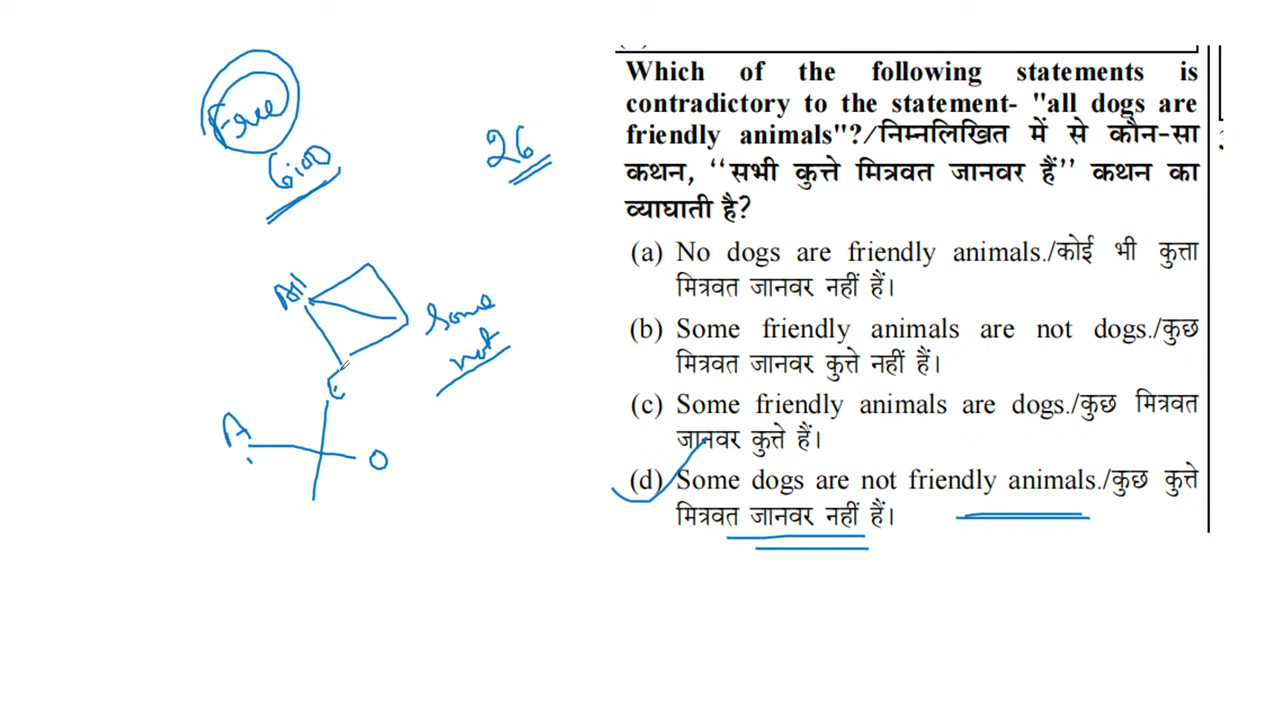 Free
6:00
26
All
Some
not
E
A
O
Which of the following statements is
contradictory to the statement- "all dogs are
friendly animals"?/निम्नलिखित में से कौन-सा
कथन, ‘‘सभी कुत्ते मित्रवत जानवर हैं’’ कथन का
व्याघाती है?
(a) No dogs are friendly animals./कोई भी कुत्ता
मित्रवत जानवर नहीं हैं।
(b) Some friendly animals are not dogs./कुछ
मित्रवत जानवर कुत्ते नहीं हैं।
(c) Some friendly animals are dogs./कुछ मित्रवत
जानवर कुत्ते हैं।
(d) Some dogs are not friendly animals./कुछ कुत्ते
मित्रवत जानवर नहीं हैं।